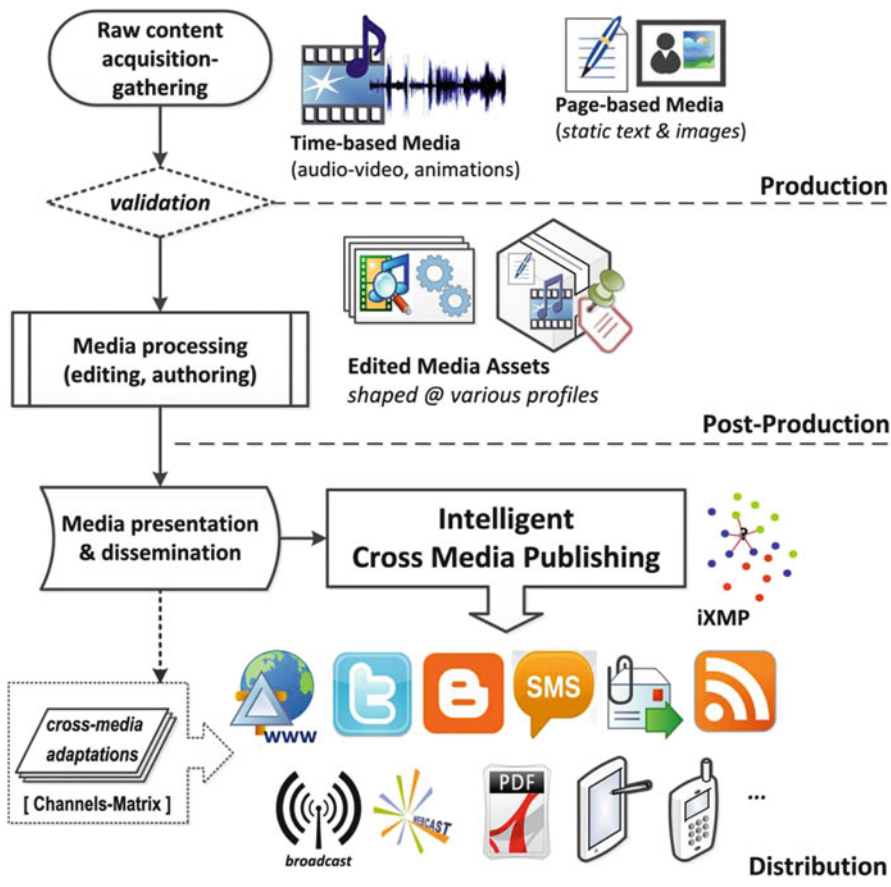 Raw content
acquisition-
gathering
Time-based Media
(audio-video, animations)
Page-based Media
(static text & images)
Production
validation
Media processing
(editing, authoring)
Edited Media Assets
shaped @ various profiles
Post-Production
Media presentation
& dissemination
Intelligent
Cross Media Publishing
?
iXMP
cross-media
adaptations
[ Channels-Matrix ]
www
SMS
broadcast
WEBCAST
PDF
...
Distribution